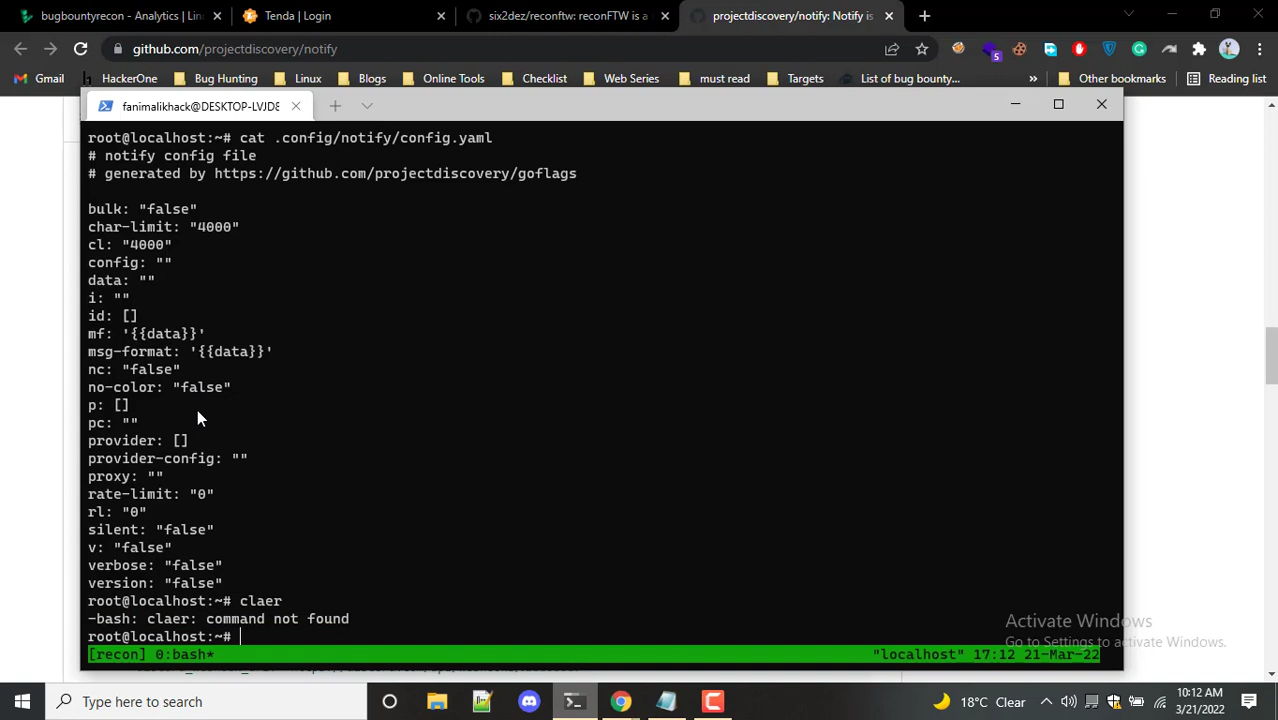 bugbountyrecon - Analytics | Lin
Tenda | Login
six2dez/reconftw: reconFTW is a
projectdiscovery/notify: Notify is
github.com/projectdiscovery/notify
5
Gmail
HackerOne
Bug Hunting
Linux
Blogs
Online Tools
Checklist
Web Series
must read
Targets
List of bug bounty...
»
Other bookmarks
Reading list
fanimalikhack@DESKTOP-LVJDE
root@localhost:~# cat .config/notify/config.yaml
# notify config file
# generated by https://github.com/projectdiscovery/goflags
bulk: "false"
char-limit: "4000"
cl: "4000"
config: ""
data: ""
i: ""
id: []
mf: '{{data}}'
msg-format: '{{data}}'
nc: "false"
no-color: "false"
p: []
pc: ""
provider: []
provider-config: ""
proxy: ""
rate-limit: "0"
rl: "0"
silent: "false"
v: "false"
verbose: "false"
version: "false"
root@localhost:~# claer
-bash: claer: command not found
root@localhost:~#
[recon] 0:bash*
"localhost" 17:12 21-Mar-22
Activate Windows
Go to Settings to activate Windows.
Type here to search
18°C Clear
10:12 AM
3/21/2022